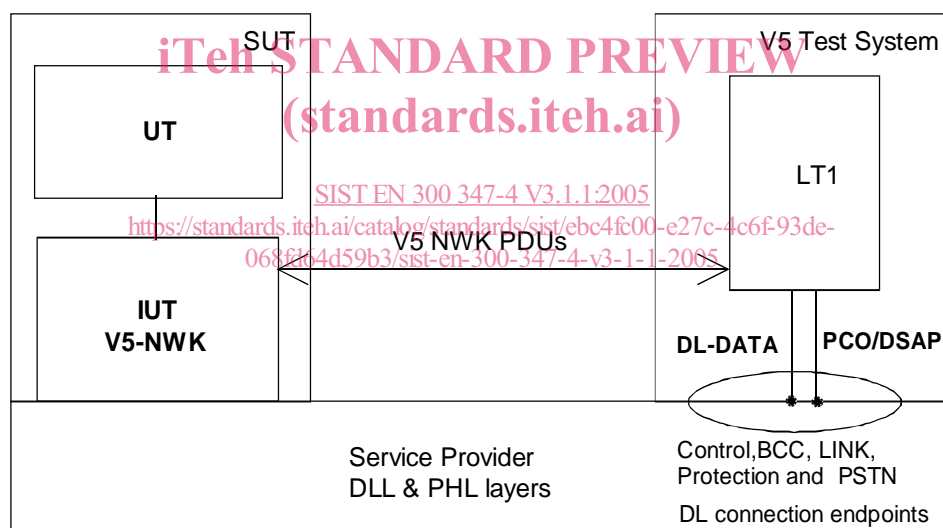 SUT
V5 Test System
iTeh STANDARD PREVIEW
(standards.iteh.ai)
UT
LT1
SIST EN 300 347-4 V3.1.1:2005
https://standards.iteh.ai/catalog/standards/sist/ebc4fc00-e27c-4c6f-93de-
068fd64d59b3/sist-en-300-347-4-v3-1-1-2005
V5 NWK PDUs
IUT
V5-NWK
DL-DATA
PCO/DSAP
Service Provider
DLL & PHL layers
Control,BCC, LINK,
Protection and PSTN
DL connection endpoints